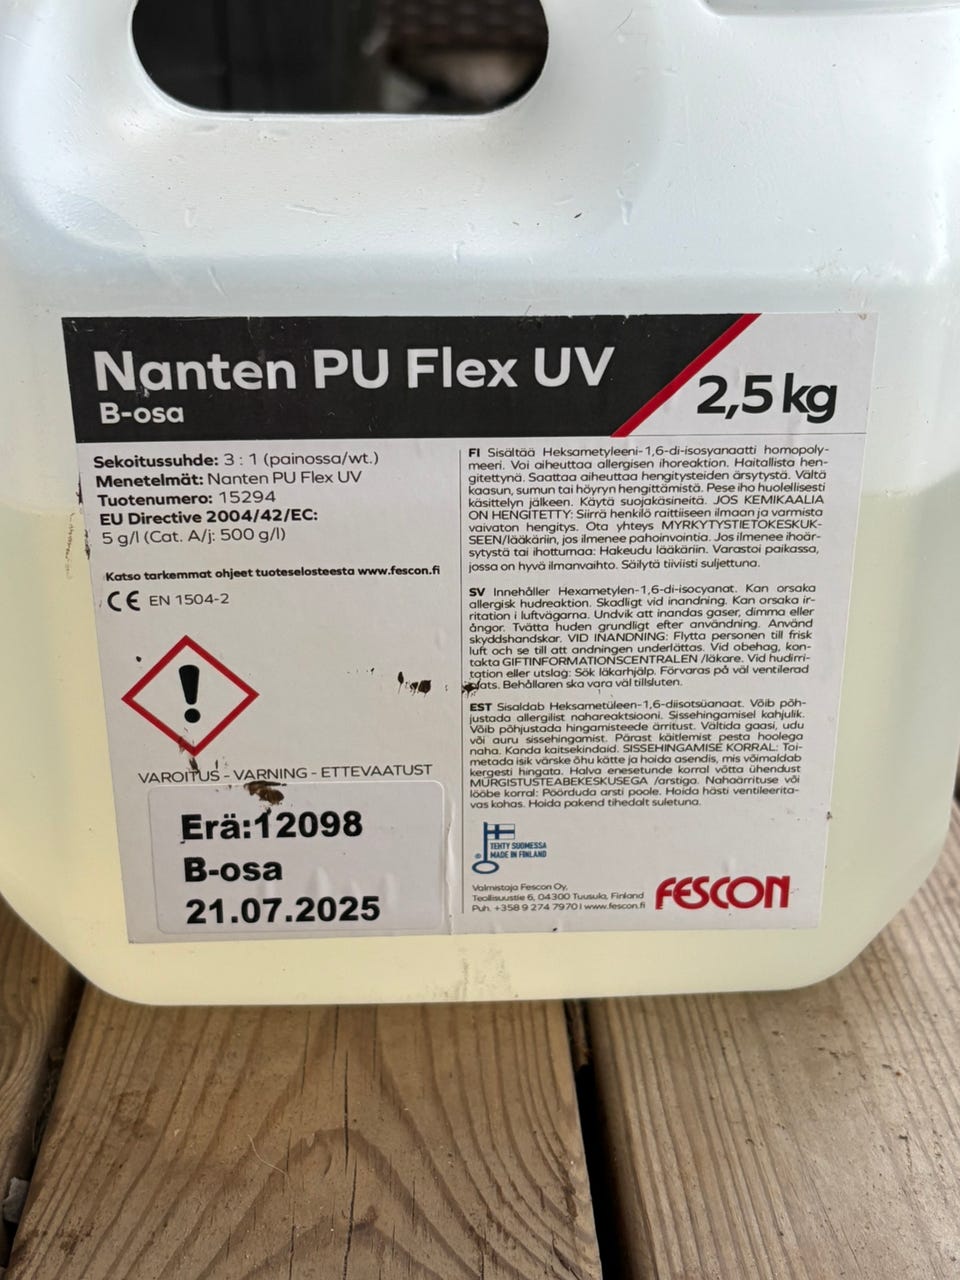 Nanten PU Flex UV
B-osa
2,5 kg
Sekoitussuhde: 3 : 1 (painossa/wt.)
Menetelmät: Nanten PU Flex UV
Tuotenumero: 15294
EU Directive 2004/42/EC:
5 g/l (Cat. A/j: 500 g/l)
Katso tarkemmat ohjeet tuoteselosteesta www.fescon.fi
CE EN 1504-2
VAROITUS - VARNING - ETTEVAATUST
Erä:12098
B-osa
21.07.2025
FI Sisältää Heksametyleeni-1,6-di-isosyanaatti homopoly-
meeri. Voi aiheuttaa allergisen ihoreaktion. Haitallista hen-
gitettynä. Saattaa aiheuttaa hengitysteiden ärsytystä. Vältä
kaasun, sumun tai höyryn hengittämistä. Pese iho huolellisesti
käsittelyn jälkeen. Käytä suojakäsineitä. JOS KEMIKAALIA
ON HENGITETTY: Siirrä henkilö raittiiseen ilmaan ja varmista
vaivaton hengitys. Ota yhteys MYRKYTYSTIETOKESKUK-
SEEN/lääkäriin, jos ilmenee pahoinvointia. Jos ilmenee ihoär-
sytystä tai ihottumaa: Hakeudu lääkäriin. Varastoi paikassa,
jossa on hyvä ilmanvaihto. Säilytä tiiviisti suljettuna.
SV Innehåller Hexametylen-1,6-di-isocyanat. Kan orsaka
allergisk hudreaktion. Skadligt vid inandning. Kan orsaka ir-
ritation i luftvägarna. Undvik att inandas gaser, dimma eller
ångor. Tvätta huden grundligt efter användning. Använd
skyddshandskar. VID INANDNING: Flytta personen till frisk
luft och se till att andningen underlättas. Vid obehag, kon-
takta GIFTINFORMATIONSCENTRALEN /läkare. Vid hudirri-
tation eller utslag: Sök läkarhjälp. Förvaras på väl ventilerad
plats. Behållaren ska vara väl tillsluten.
EST Sisaldab Heksametüleen-1,6-diisotsüanaat. Võib põh-
justada allergilist nahareaktsiooni. Sissehingamisel kahjulik.
Võib põhjustada hingamisteede ärritust. Vältida gaasi, udu
või auru sissehingamist. Pärast käitlemist pesta hoolega
naha. Kanda kaitsekindaid. SISSEHINGAMISE KORRAL: Toi-
metada isik värske õhu kätte ja hoida asendis, mis võimaldab
kergesti hingata. Halva enesetunde korral võtta ühendust
MÜRGISTUSTEABEKESKUSEGA /arstiga. Nahaärrituse või
lööbe korral: Pöörduda arsti poole. Hoida hästi ventileerita-
vas kohas. Hoida pakend tihedalt suletuna.
TEHTY SUOMESSA
MADE IN FINLAND
Valmistaja Fescon Oy,
Teollisuustie 6, 04300 Tuusula, Finland
Puh. +358 9 274 7970 I www.fescon.fi
FESCON